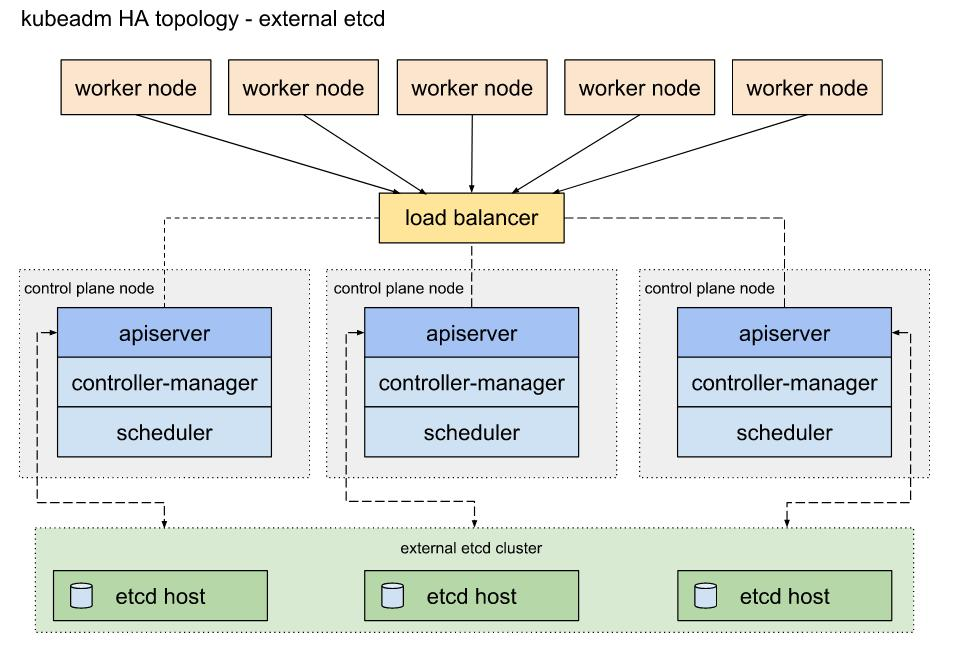 kubeadm HA topology - external etcd
worker node
worker node
worker node
worker node
worker node
load balancer
control plane node
control plane node
control plane node
apiserver
apiserver
apiserver
controller-manager
controller-manager
controller-manager
scheduler
scheduler
scheduler
external etcd cluster
etcd host
etcd host
etcd host